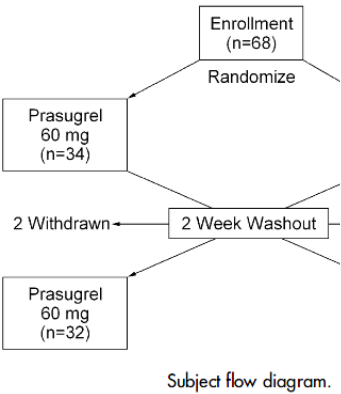 Enrollment
(n=68)
Randomize
Prasugrel
60 mg
(n=34)
2 Withdrawn
2 Week Washout
Prasugrel
60 mg
(n=32)
Subject flow diagram.